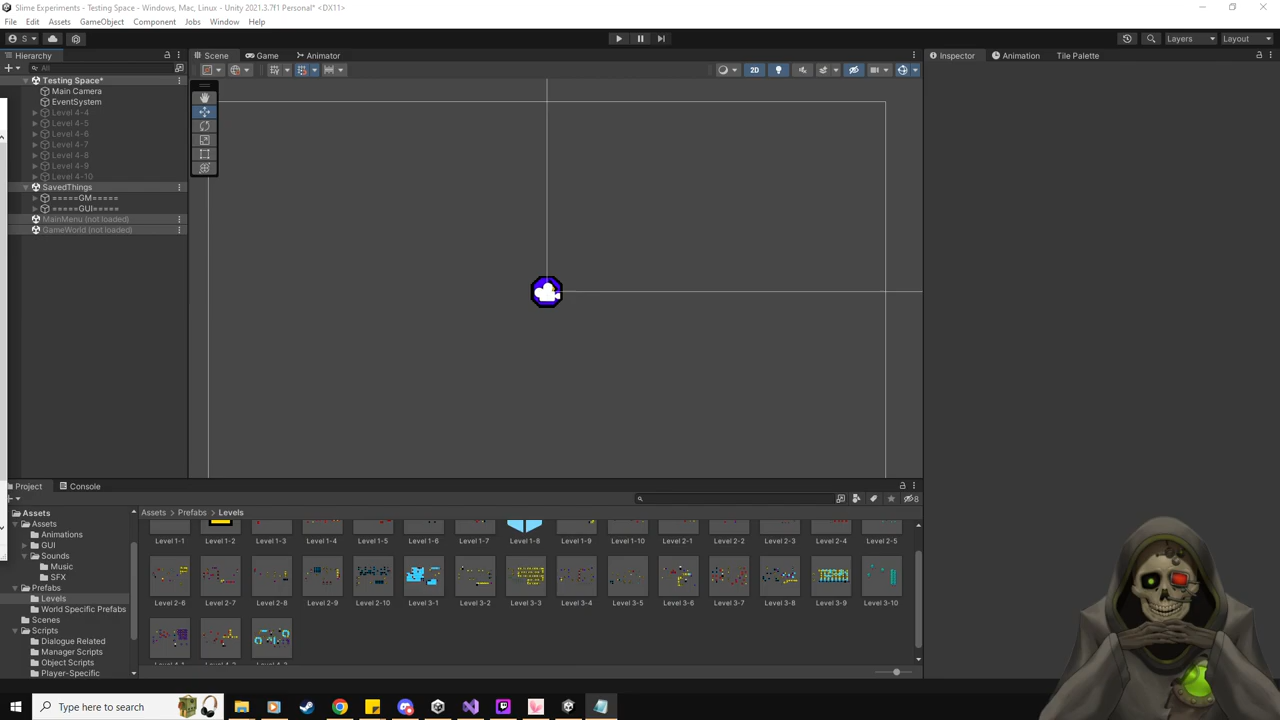 Slime Experiments - Testing Space - Windows, Mac, Linux - Unity 2021.3.7f1 Personal* <DX11>
File Edit Assets GameObject Component Jobs Window Help
S
Layers Layout
Hierarchy
All
Testing Space*
Main Camera
EventSystem
Level 4-4
Level 4-5
Level 4-6
Level 4-7
Level 4-8
Level 4-9
Level 4-10
SavedThings
=====GM=====
=====GUI=====
MainMenu (not loaded)
GameWorld (not loaded)
Scene Game Animator
2D
Inspector Animation Tile Palette
Project Console
8
Assets
Assets
Animations
GUI
Sounds
Music
SFX
Prefabs
Levels
World Specific Prefabs
Scenes
Scripts
Dialogue Related
Manager Scripts
Object Scripts
Player-Specific
Assets Prefabs Levels
Level 1-1 Level 1-2 Level 1-3 Level 1-4 Level 1-5 Level 1-6 Level 1-7 Level 1-8 Level 1-9 Level 1-10 Level 2-1 Level 2-2 Level 2-3 Level 2-4 Level 2-5
Level 2-6 Level 2-7 Level 2-8 Level 2-9 Level 2-10 Level 3-1 Level 3-2 Level 3-3 Level 3-4 Level 3-5 Level 3-6 Level 3-7 Level 3-8 Level 3-9 Level 3-10
Type here to search